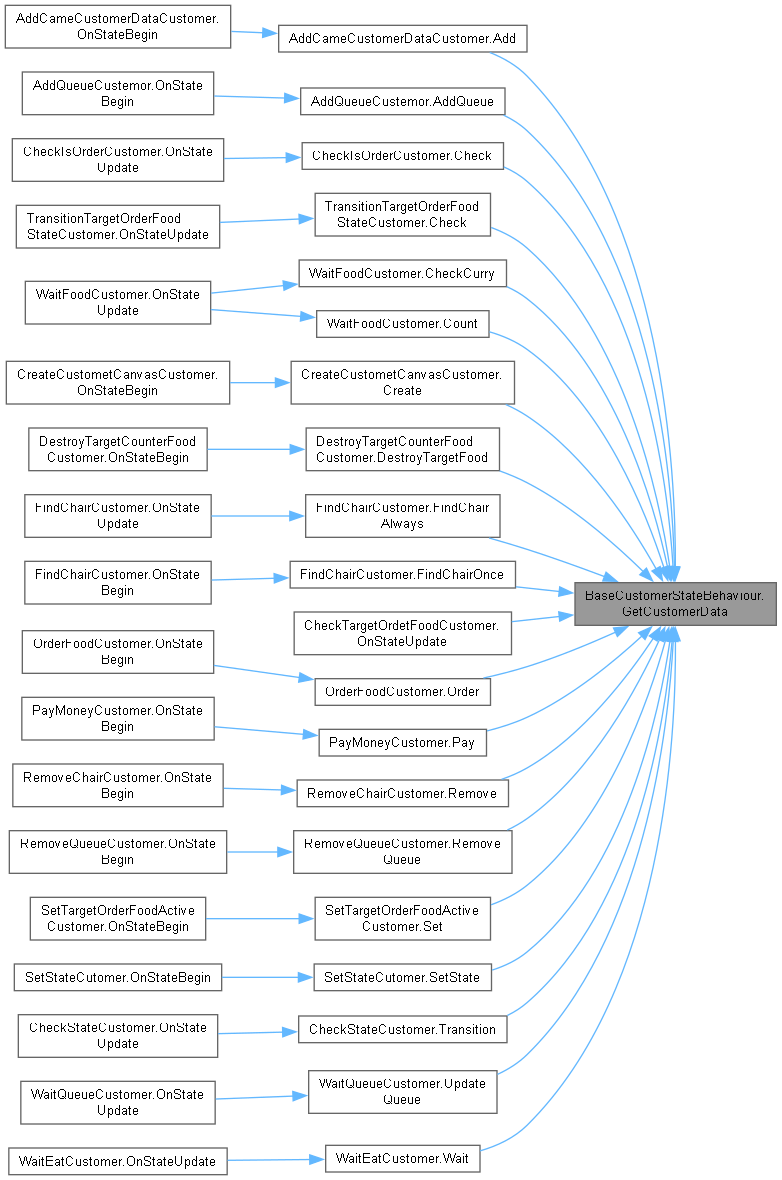 AddCameCustomerDataCustomer.
OnStateBegin
AddCameCustomerDataCustomer.Add
AddQueueCustemor.OnState
Begin
AddQueueCustemor.AddQueue
CheckIsOrderCustomer.OnState
Update
CheckIsOrderCustomer.Check
TransitionTargetOrderFood
StateCustomer.OnStateUpdate
TransitionTargetOrderFood
StateCustomer.Check
WaitFoodCustomer.OnState
Update
WaitFoodCustomer.CheckCurry
WaitFoodCustomer.Count
CreateCustometCanvasCustomer.
OnStateBegin
CreateCustometCanvasCustomer.
Create
DestroyTargetCounterFood
Customer.OnStateBegin
DestroyTargetCounterFood
Customer.DestroyTargetFood
FindChairCustomer.OnState
Update
FindChairCustomer.FindChair
Always
FindChairCustomer.OnState
Begin
FindChairCustomer.FindChairOnce
BaseCustomerStateBehaviour.
GetCustomerData
CheckTargetOrdetFoodCustomer.
OnStateUpdate
OrderFoodCustomer.OnState
Begin
OrderFoodCustomer.Order
PayMoneyCustomer.OnState
Begin
PayMoneyCustomer.Pay
RemoveChairCustomer.OnState
Begin
RemoveChairCustomer.Remove
RemoveQueueCustomer.OnState
Begin
RemoveQueueCustomer.Remove
Queue
SetTargetOrderFoodActive
Customer.OnStateBegin
SetTargetOrderFoodActive
Customer.Set
SetStateCutomer.OnStateBegin
SetStateCutomer.SetState
CheckStateCustomer.OnState
Update
CheckStateCustomer.Transition
WaitQueueCustomer.OnState
Update
WaitQueueCustomer.Update
Queue
WaitEatCustomer.OnStateUpdate
WaitEatCustomer.Wait